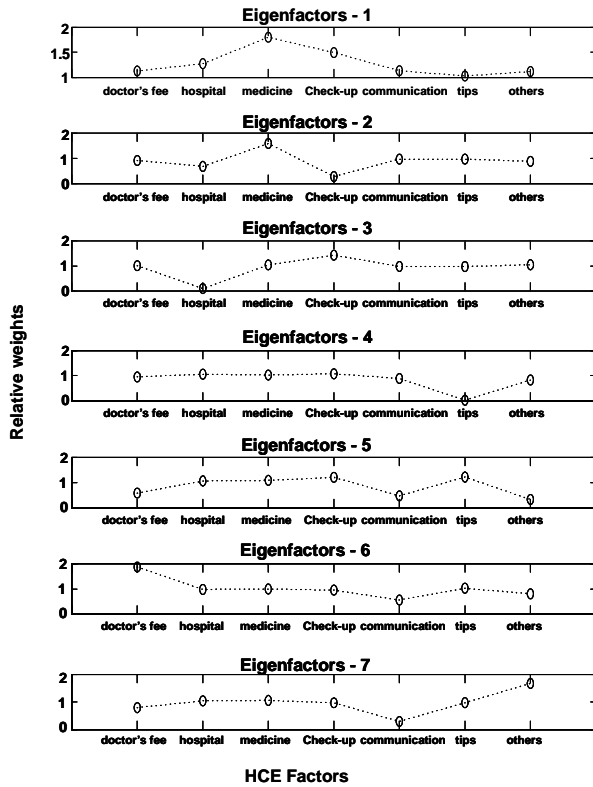 Eigenfactors - 1
2
1.5
1
doctor's fee hospital medicine Check-up communication tips others
Eigenfactors - 2
2
1
0
doctor's fee hospital medicine Check-up communication tips others
Eigenfactors - 3
2
1
0
doctor's fee hospital medicine Check-up communication tips others
Eigenfactors - 4
2
1
0
doctor's fee hospital medicine Check-up communication tips others
Eigenfactors - 5
2
1
0
doctor's fee hospital medicine Check-up communication tips others
Eigenfactors - 6
2
1
0
doctor's fee hospital medicine Check-up communication tips others
Eigenfactors - 7
2
1
0
doctor's fee hospital medicine Check-up communication tips others
Relative weights
HCE Factors